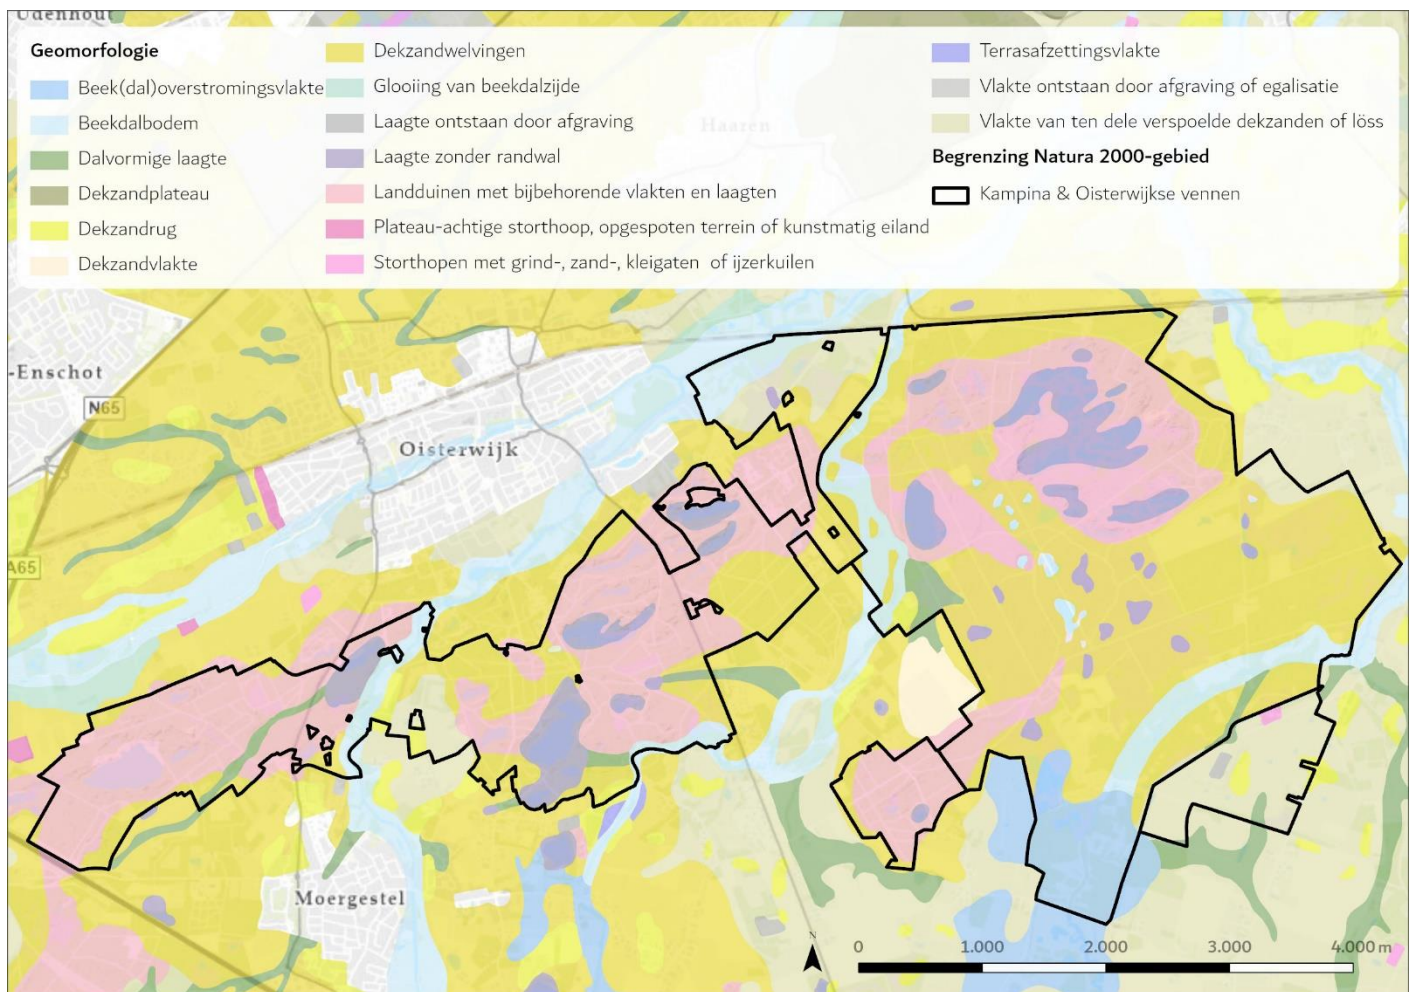 Udenhout
Geomorfologie
Beek(dal)overstromingsvlakte
Beekdalbodem
Dalvormige laagte
Dekzandplateau
Dekzandrug
Dekzandvlakte
Dekzandwelvingen
Glooiing van beekdalzijde
Laagte ontstaan door afgraving
Laagte zonder randwal
Landduinen met bijbehorende vlakten en laagten
Plateau-achtige storthoop, opgespoten terrein of kunstmatig eiland
Storthopen met grind-, zand-, kleigaten of ijzerkuilen
Terrasafzettingsvlakte
Vlakte ontstaan door afgraving of egalisatie
Vlakte van ten dele verspoelde dekzanden of löss
Begrenzing Natura 2000-gebied
Kampina & Oisterwijkse vennen
Haaren
-Enschot
N65
Oisterwijk
A65
Moergestel
N
0 1.000 2.000 3.000 4.000 m